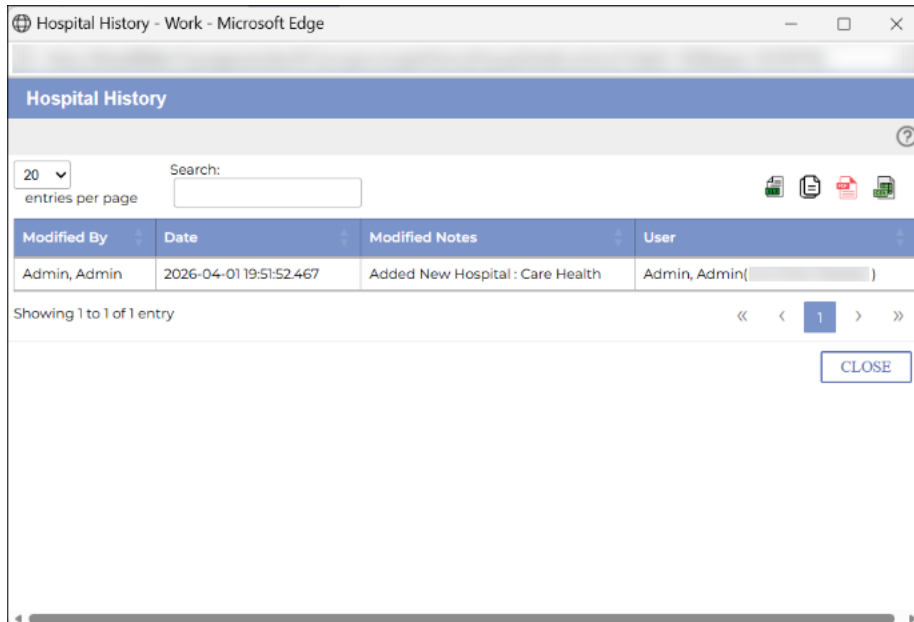 Hospital History - Work - Microsoft Edge
Hospital History
20
entries per page
Search:
Modified By Date Modified Notes User
Admin, Admin 2026-04-01 19:51:52.467 Added New Hospital : Care Health Admin, Admin( )
Showing 1 to 1 of 1 entry
« ‹ 1 › »
CLOSE